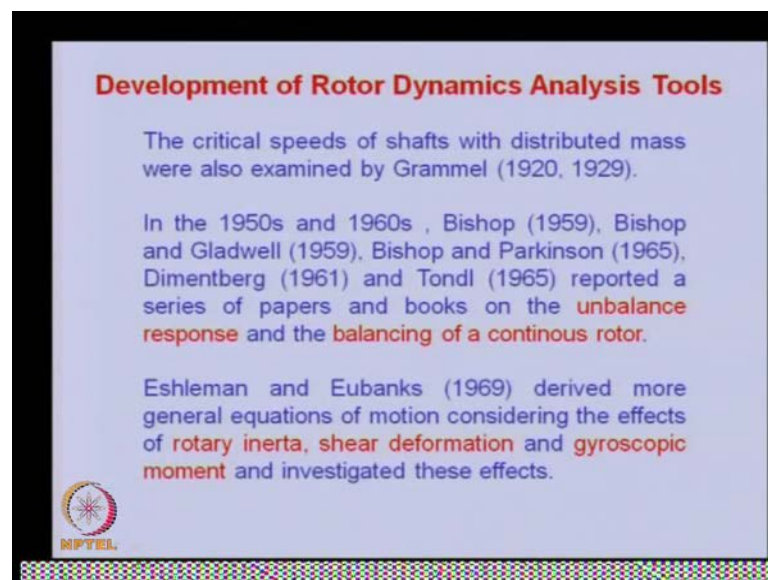 Development of Rotor Dynamics Analysis Tools
The critical speeds of shafts with distributed mass
were also examined by Grammel (1920, 1929).
In the 1950s and 1960s , Bishop (1959), Bishop
and Gladwell (1959), Bishop and Parkinson (1965),
Dimentberg (1961) and Tondl (1965) reported a
series of papers and books on the unbalance
response and the balancing of a continous rotor.
Eshleman and Eubanks (1969) derived more
general equations of motion considering the effects
of rotary inerta, shear deformation and gyroscopic
moment and investigated these effects.
NPTEL